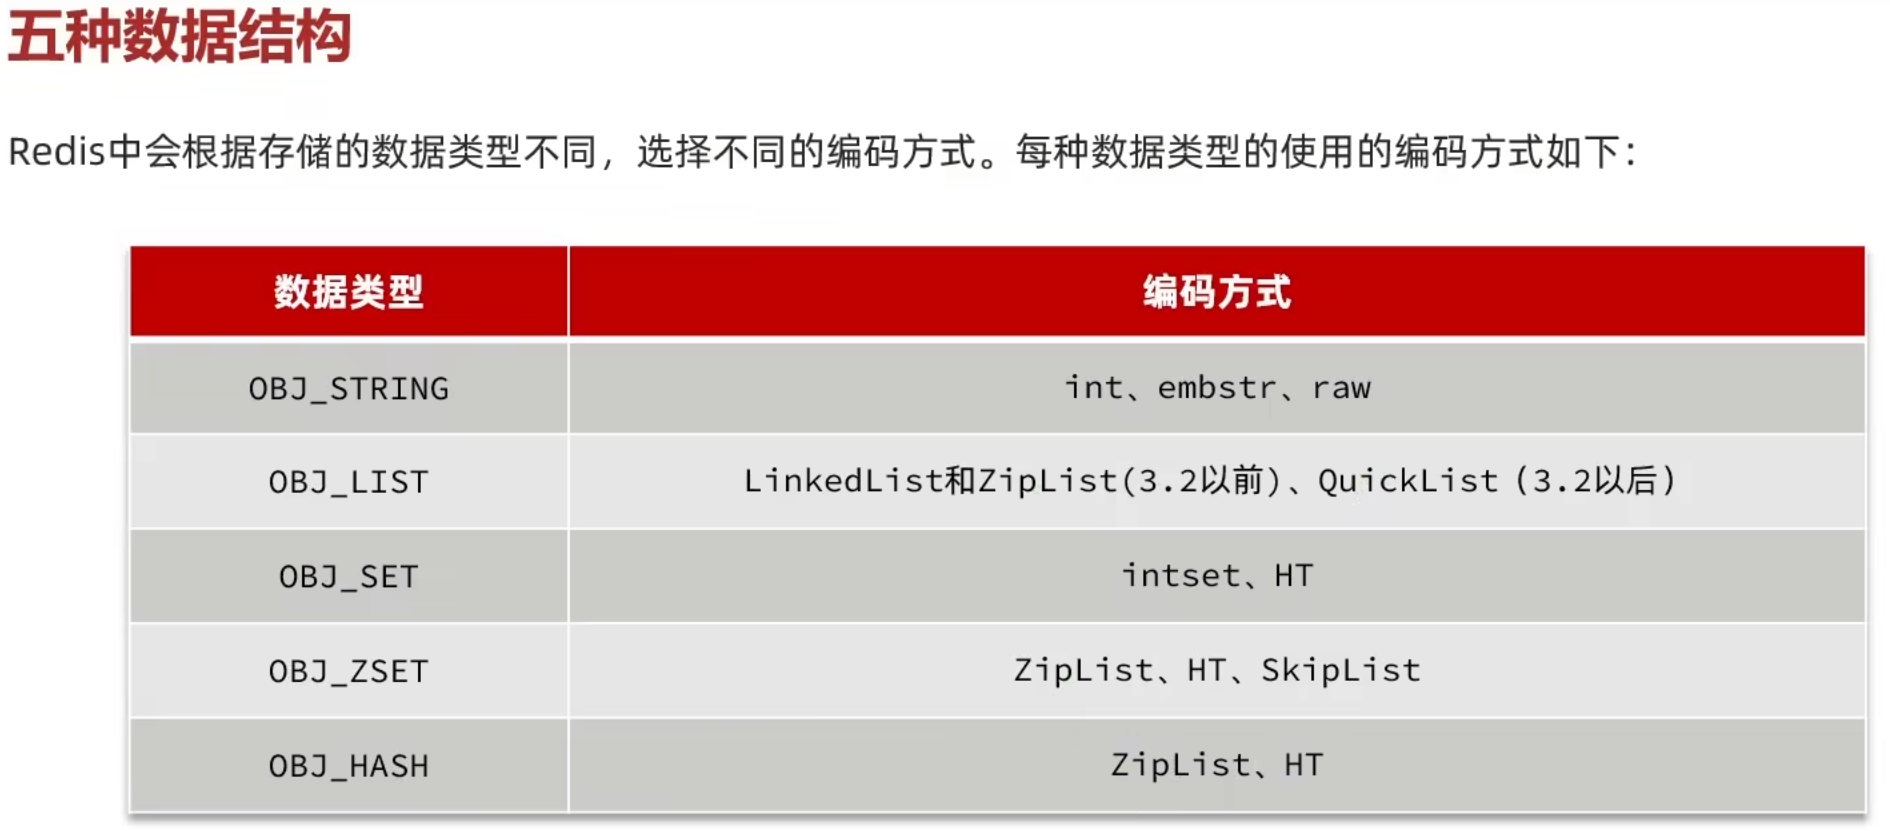 五种数据结构
Redis中会根据存储的数据类型不同，选择不同的编码方式。每种数据类型的使用的编码方式如下：
数据类型 编码方式
OBJ_STRING int、embstr、raw
OBJ_LIST LinkedList和ZipList(3.2以前)、QuickList（3.2以后）
OBJ_SET intset、HT
OBJ_ZSET ZipList、HT、SkipList
OBJ_HASH ZipList、HT